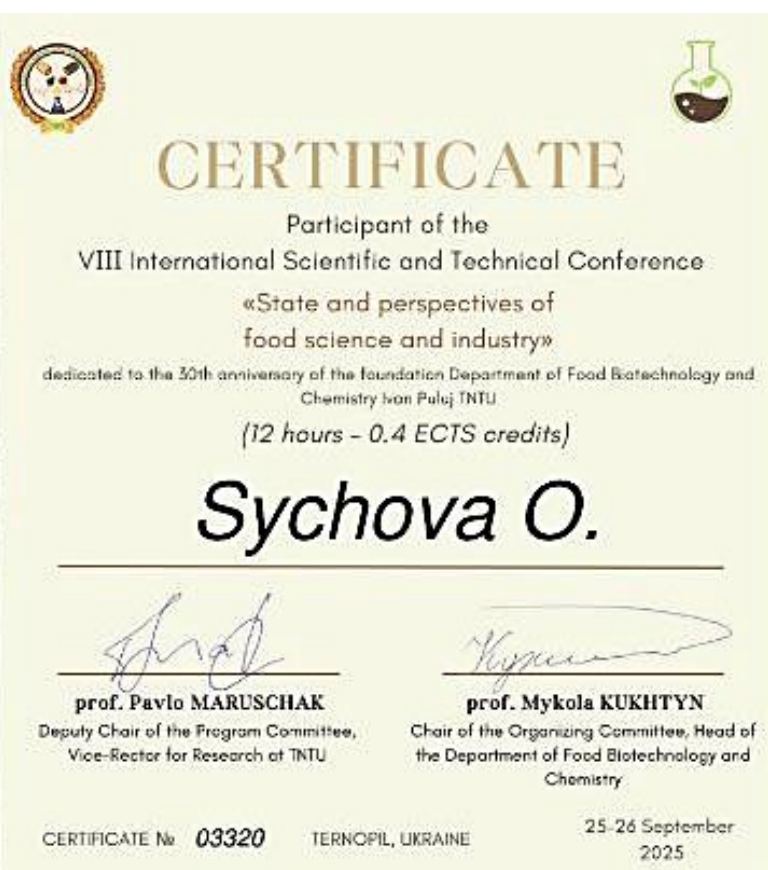 CERTIFICATE
Participant of the
VIII International Scientific and Technical Conference
«State and perspectives of
food science and industry»
dedicated to the 30th anniversary of the foundation Department of Food Biotechnology and
Chemistry Ivan Puluj TNTU
(12 hours – 0.4 ECTS credits)
Sychova O.
prof. Pavlo MARUSCHAK
Deputy Chair of the Program Committee,
Vice-Rector for Research at TNTU
prof. Mykola KUKHTYN
Chair of the Organizing Committee, Head of
the Department of Food Biotechnology and
Chemistry
CERTIFICATE № 03320
TERNOPIL, UKRAINE
25-26 September
2025